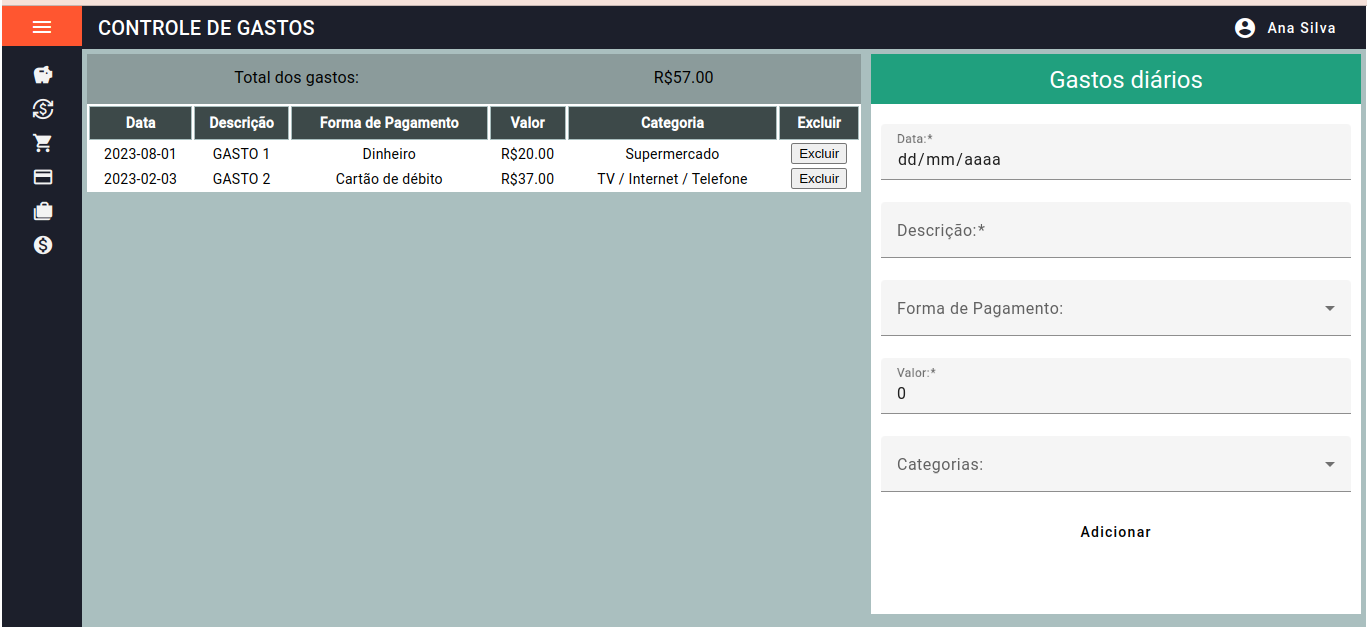 CONTROLE DE GASTOS
Ana Silva
Total dos gastos: R$57.00
Data Descrição Forma de Pagamento Valor Categoria Excluir
2023-08-01 GASTO 1 Dinheiro R$20.00 Supermercado Excluir
2023-02-03 GASTO 2 Cartão de débito R$37.00 TV / Internet / Telefone Excluir
Gastos diários
Data:*
dd/mm/aaaa
Descrição:*
Forma de Pagamento:
Valor:*
0
Categorias:
Adicionar